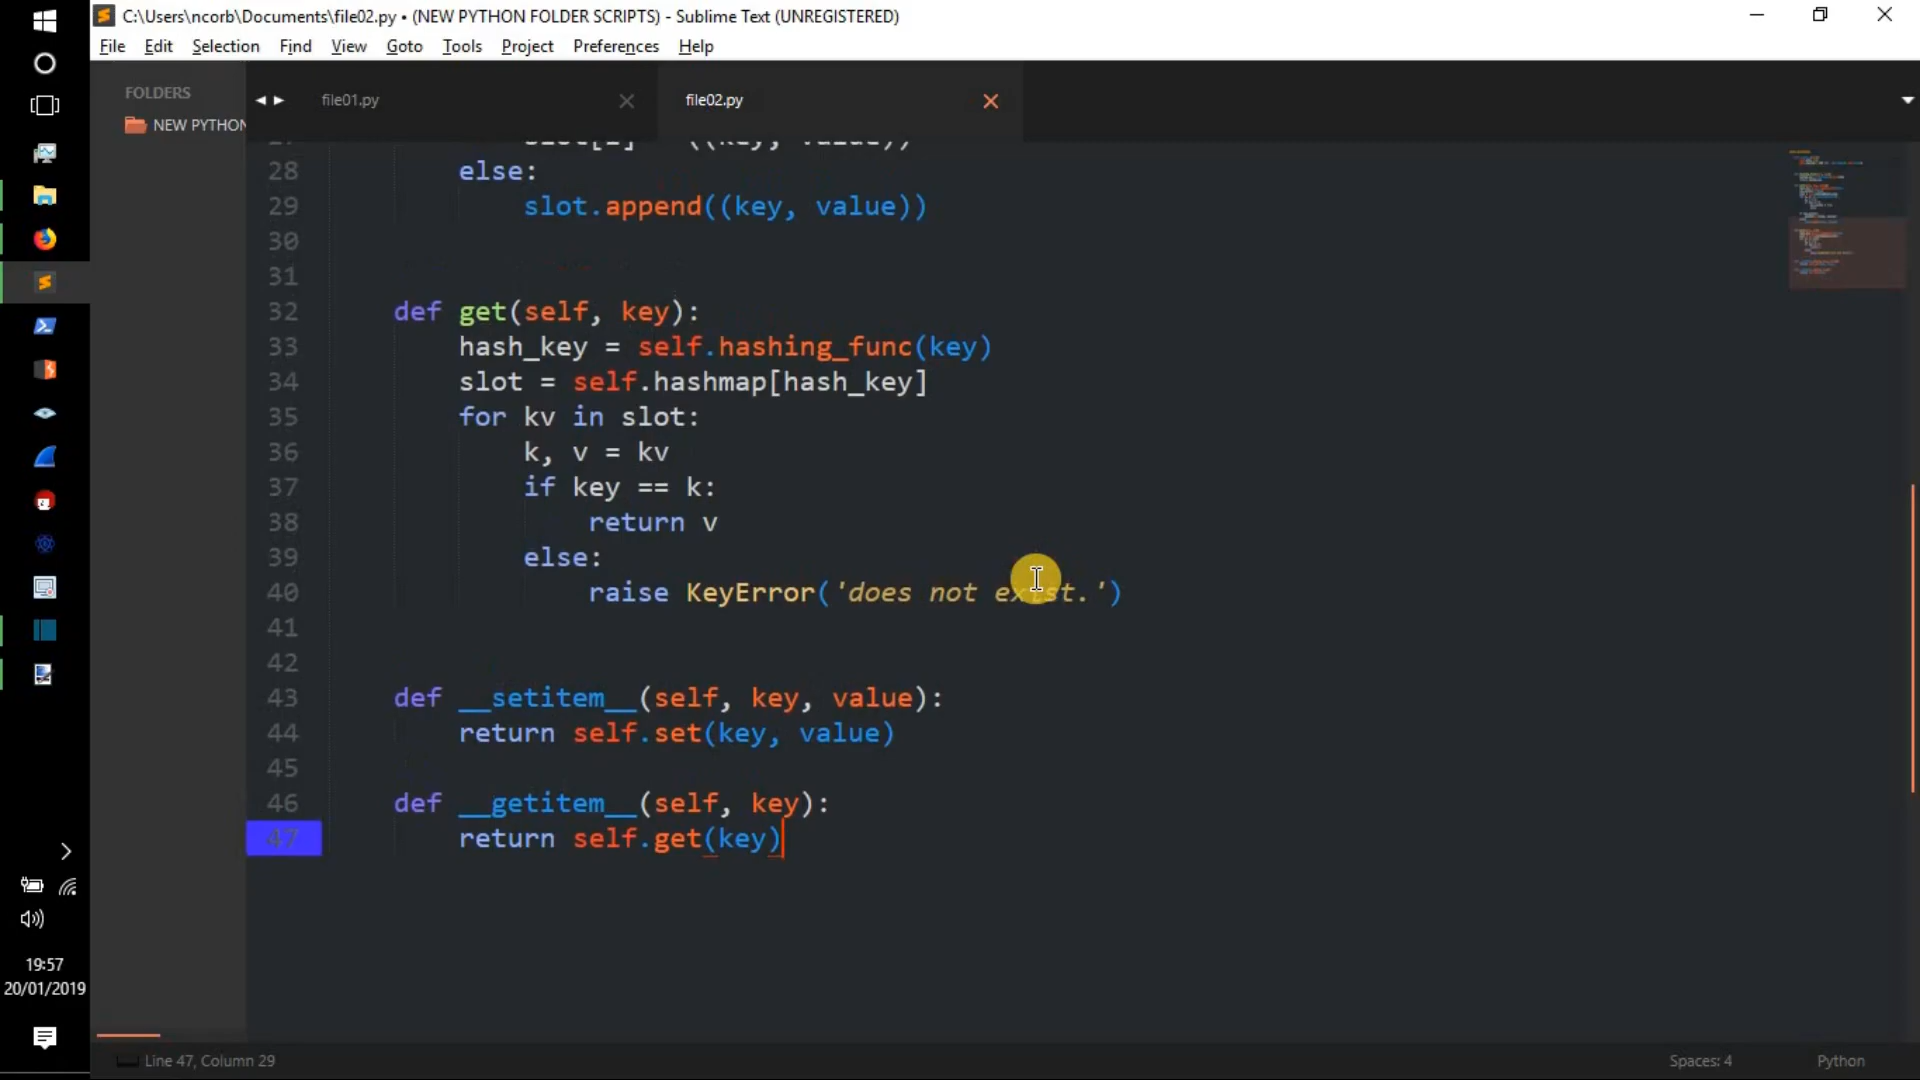 C:\Users\ncorb\Documents\file02.py • (NEW PYTHON FOLDER SCRIPTS) - Sublime Text (UNREGISTERED)
File Edit Selection Find View Goto Tools Project Preferences Help
FOLDERS
NEW PYTHON
file01.py
file02.py
28 else:
29 slot.append((key, value))
30
31
32 def get(self, key):
33 hash_key = self.hashing_func(key)
34 slot = self.hashmap[hash_key]
35 for kv in slot:
36 k, v = kv
37 if key == k:
38 return v
39 else:
40 raise KeyError('does not exist.')
41
42
43 def __setitem__(self, key, value):
44 return self.set(key, value)
45
46 def __getitem__(self, key):
47 return self.get(key)
19:57
20/01/2019
Line 47, Column 29
Spaces: 4
Python